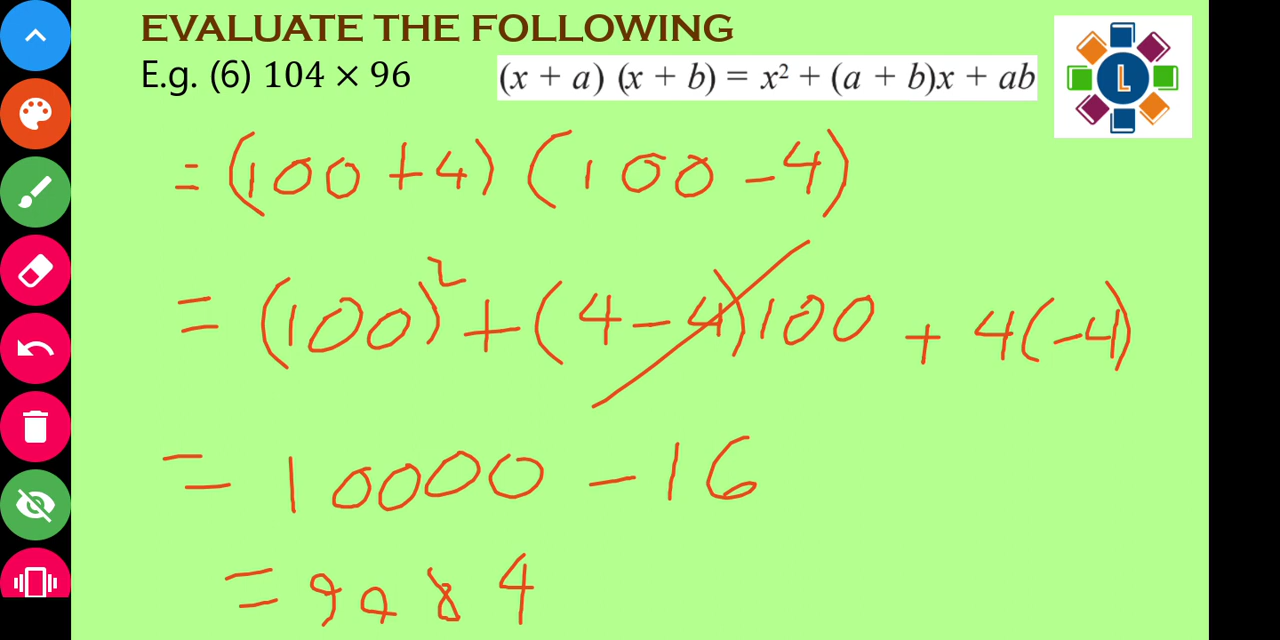 EVALUATE THE FOLLOWING
E.g. (6) 104 × 96 (x + a) (x + b) = x² + (a + b)x + ab
L
= (100 + 4) (100 - 4)
= (100)² + (4 - 4)100 + 4(-4)
= 10000 - 16
= 9984